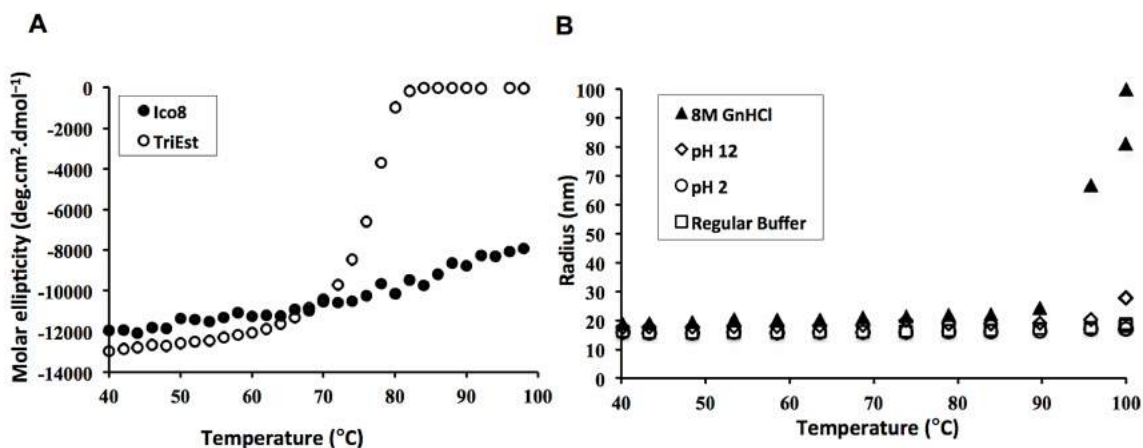 A
Molar ellipticity (deg.cm².dmol⁻¹)
0
-2000
-4000
-6000
-8000
-10000
-12000
-14000
Ico8
TriEst
40 50 60 70 80 90 100
Temperature (°C)
B
Radius (nm)
100
90
80
70
60
50
40
30
20
10
0
8M GnHCl
pH 12
pH 2
Regular Buffer
40 50 60 70 80 90 100
Temperature (°C)